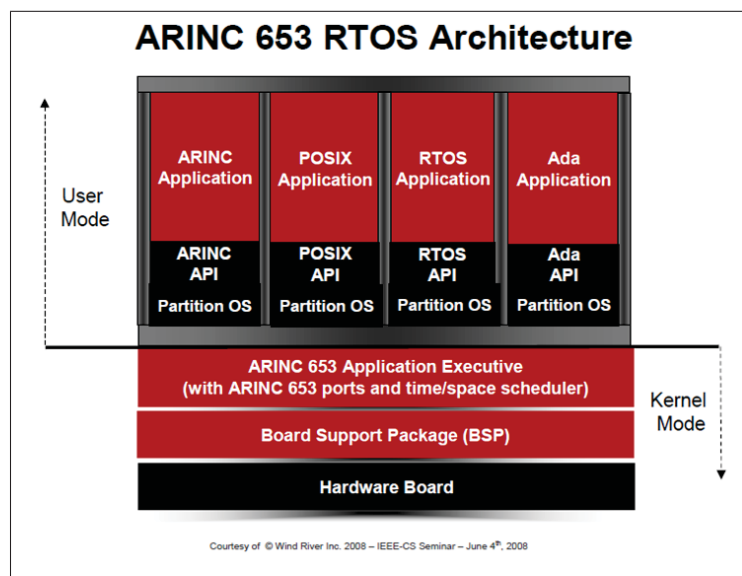 ARINC 653 RTOS Architecture
User
Mode
ARINC
Application
POSIX
Application
RTOS
Application
Ada
Application
ARINC
API
Partition OS
POSIX
API
Partition OS
RTOS
API
Partition OS
Ada
API
Partition OS
ARINC 653 Application Executive
(with ARINC 653 ports and time/space scheduler)
Kernel
Mode
Board Support Package (BSP)
Hardware Board
Courtesy of © Wind River Inc. 2008 – IEEE-CS Seminar – June 4th, 2008